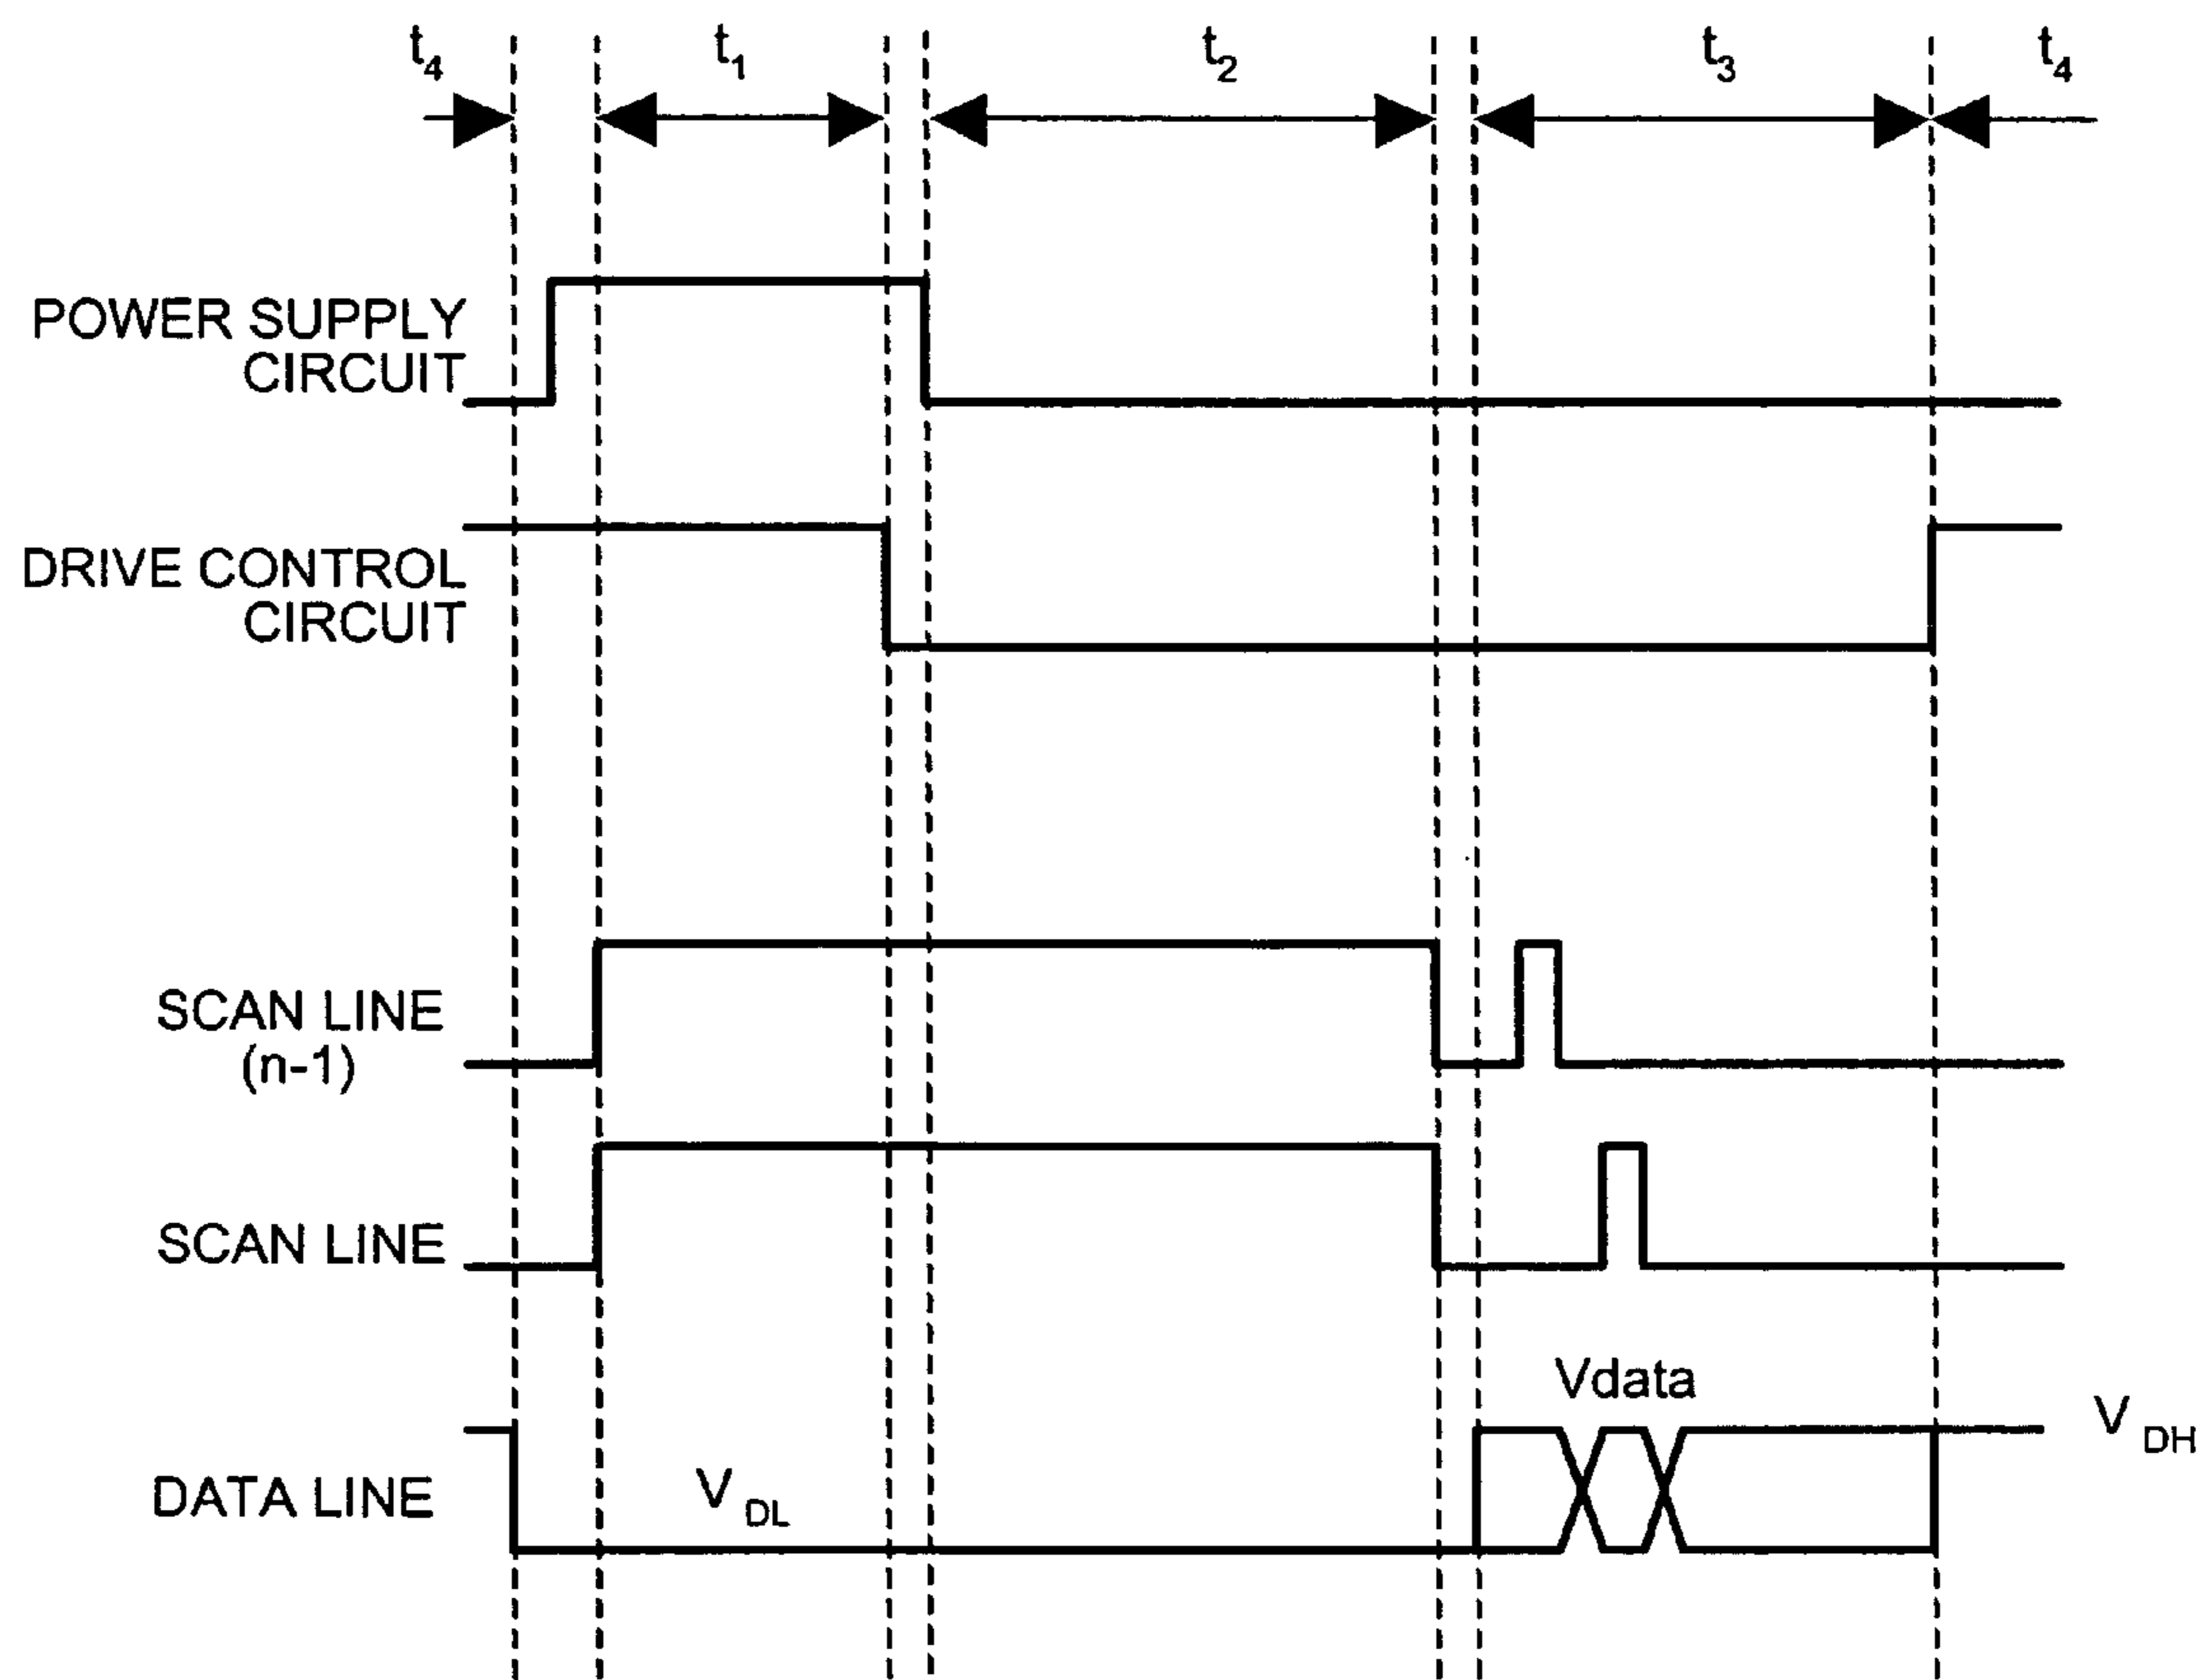 t4 t1 t2 t3 t4
POWER SUPPLY
CIRCUIT
DRIVE CONTROL
CIRCUIT
SCAN LINE
(n-1)
SCAN LINE
Vdata
VDH
DATA LINE
VDL